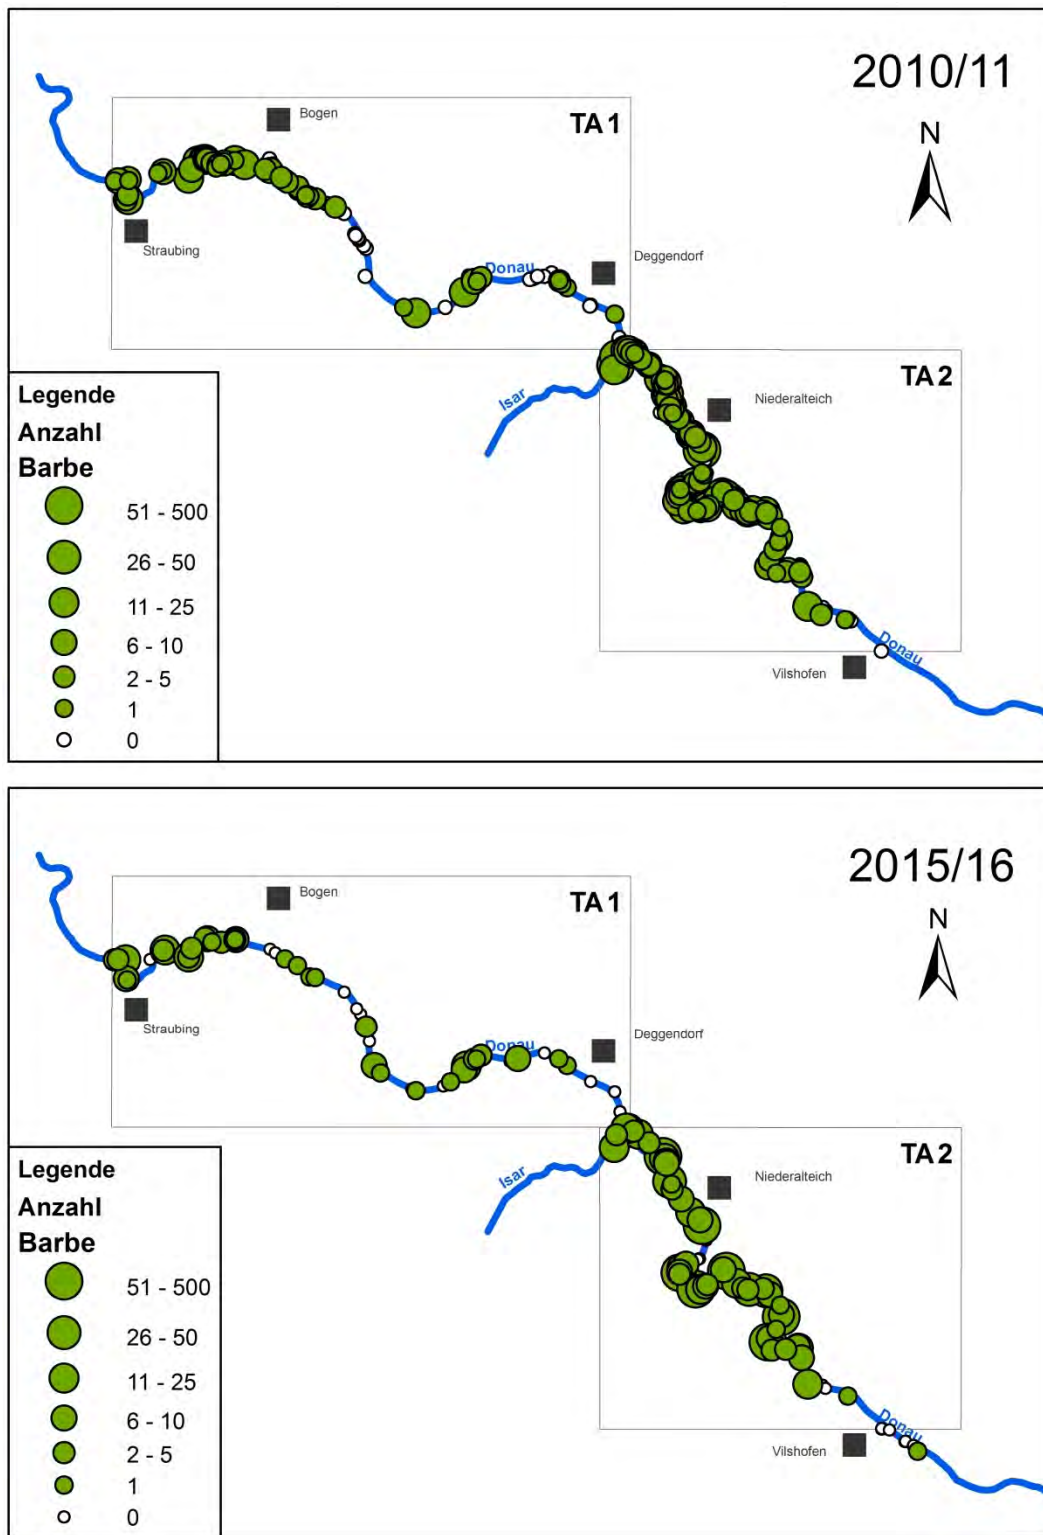 2010/11
N
TA 1
Bogen
Straubing
Donau
Deggendorf
TA 2
Isar
Niederalteich
Donau
Vilshofen
Legende
Anzahl
Barbe
51 - 500
26 - 50
11 - 25
6 - 10
2 - 5
1
0
2015/16
N
TA 1
Bogen
Straubing
Donau
Deggendorf
TA 2
Isar
Niederalteich
Donau
Vilshofen
Legende
Anzahl
Barbe
51 - 500
26 - 50
11 - 25
6 - 10
2 - 5
1
0